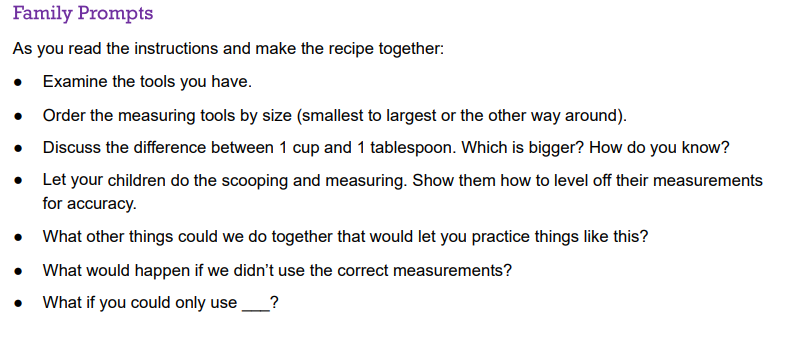 Family Prompts
As you read the instructions and make the recipe together:
● Examine the tools you have.
● Order the measuring tools by size (smallest to largest or the other way around).
● Discuss the difference between 1 cup and 1 tablespoon. Which is bigger? How do you know?
● Let your children do the scooping and measuring. Show them how to level off their measurements
for accuracy.
● What other things could we do together that would let you practice things like this?
● What would happen if we didn’t use the correct measurements?
● What if you could only use ___?